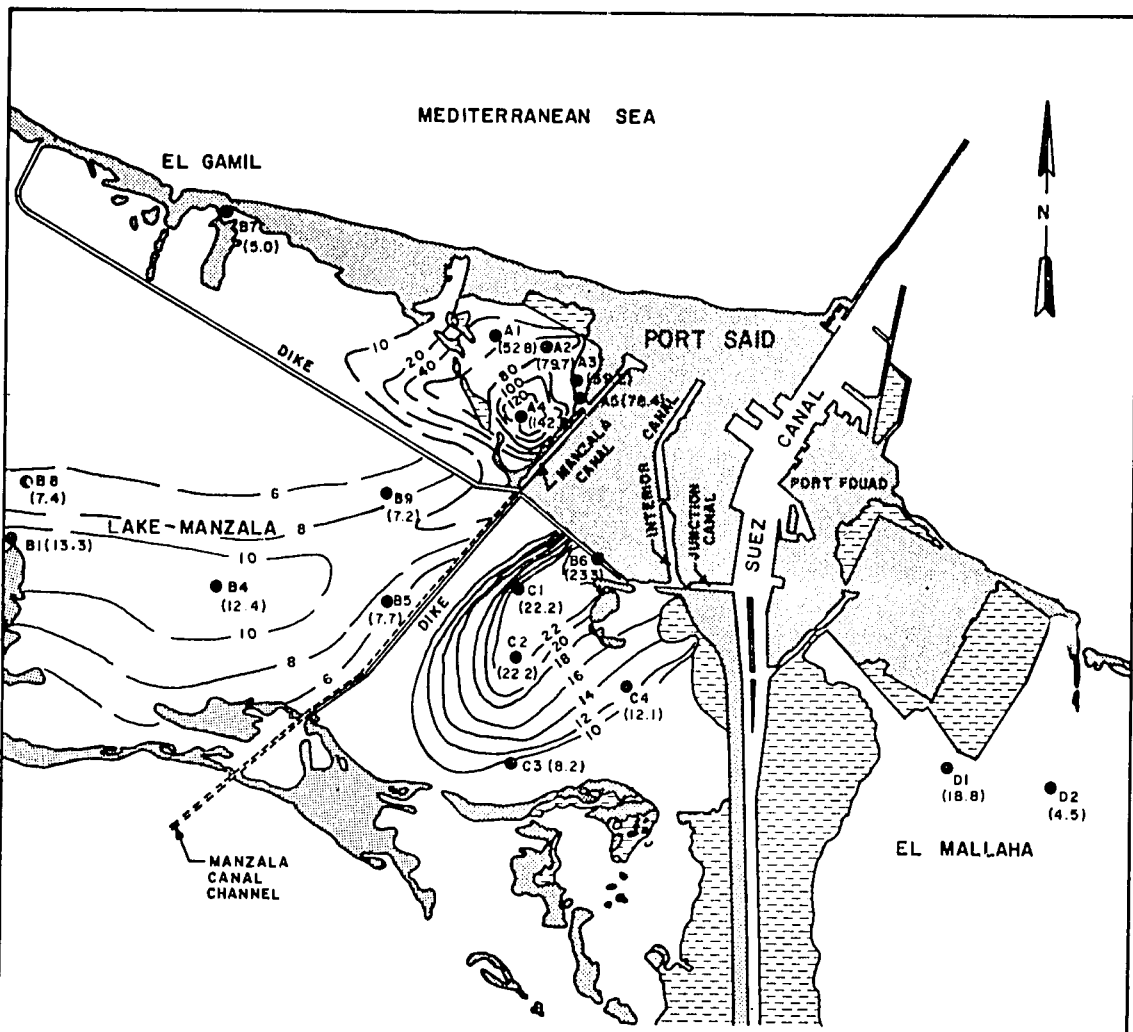 MEDITERRANEAN SEA
EL GAMIL
N
B7
(5.0)
10
20
40
A1
(52.8)
A2
(79.7)
80
100
120
A3
A4
(142.
A5 (78.4)
PORT SAID
DIKE
MANZALA
CANAL
INTERIOR
CANAL
JUNCTION
CANAL
SUEZ
CANAL
PORT FOUAD
B8
(7.4)
6
B9
(7.2)
8
LAKE-MANZALA
B1 (13.3)
10
B4
(12.4)
10
B5
(7.7)
DIKE
8
6
B6
C1
(22.2)
C2
(22.2)
22
20
18
16
14
12
10
C4
(12.1)
C3 (8.2)
D1
(18.8)
D2
(4.5)
EL MALLAHA
MANZALA
CANAL
CHANNEL